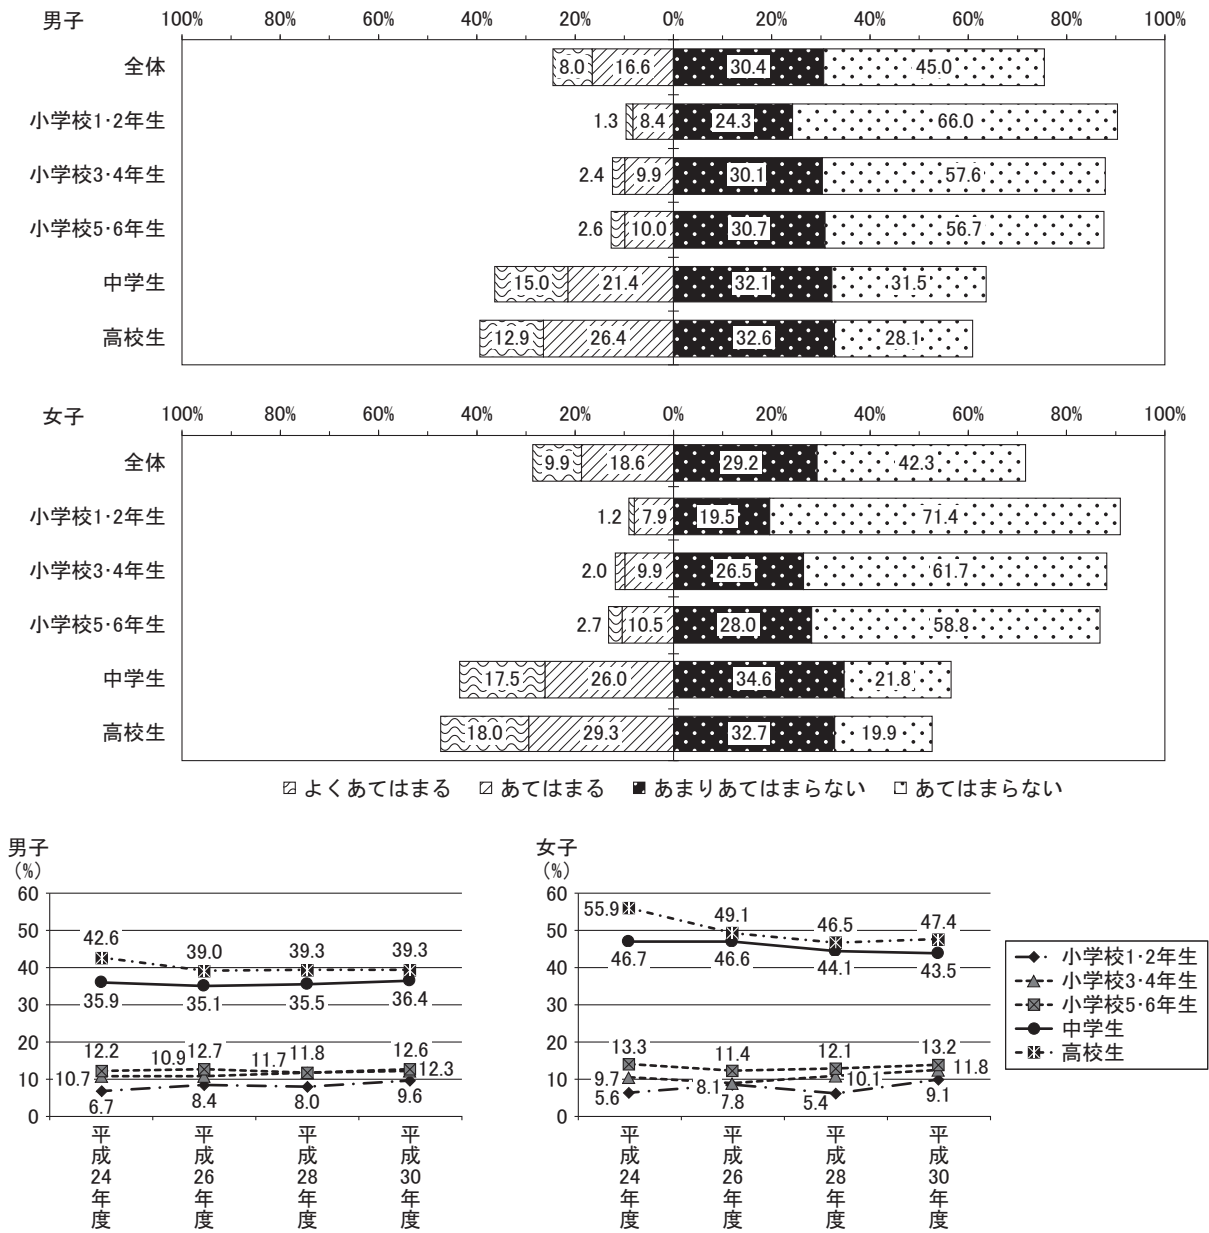 男子 100% 80% 60% 40% 20% 0% 20% 40% 60% 80% 100%
全体 8.0 16.6 30.4 45.0
小学校1・2年生 1.3 8.4 24.3 66.0
小学校3・4年生 2.4 9.9 30.1 57.6
小学校5・6年生 2.6 10.0 30.7 56.7
中学生 15.0 21.4 32.1 31.5
高校生 12.9 26.4 32.6 28.1
女子 100% 80% 60% 40% 20% 0% 20% 40% 60% 80% 100%
全体 9.9 18.6 29.2 42.3
小学校1・2年生 1.2 7.9 19.5 71.4
小学校3・4年生 2.0 9.9 26.5 61.7
小学校5・6年生 2.7 10.5 28.0 58.8
中学生 17.5 26.0 34.6 21.8
高校生 18.0 29.3 32.7 19.9
よくあてはまる あてはまる あまりあてはまらない あてはまらない
男子
(%)
60
50
40
30
20
10
0
42.6 39.0 39.3 39.3
35.9 35.1 35.5 36.4
12.2 12.7 11.8 12.6
10.7 10.9 11.7 12.3
6.7 8.4 8.0 9.6
平成24年度
平成26年度
平成28年度
平成30年度
女子
(%)
60
50
40
30
20
10
0
55.9 49.1 46.5 47.4
46.7 46.6 44.1 43.5
13.3 11.4 12.1 13.2
9.7 8.1 10.1 11.8
5.6 7.8 5.4 9.1
平成24年度
平成26年度
平成28年度
平成30年度
小学校1・2年生
小学校3・4年生
小学校5・6年生
中学生
高校生